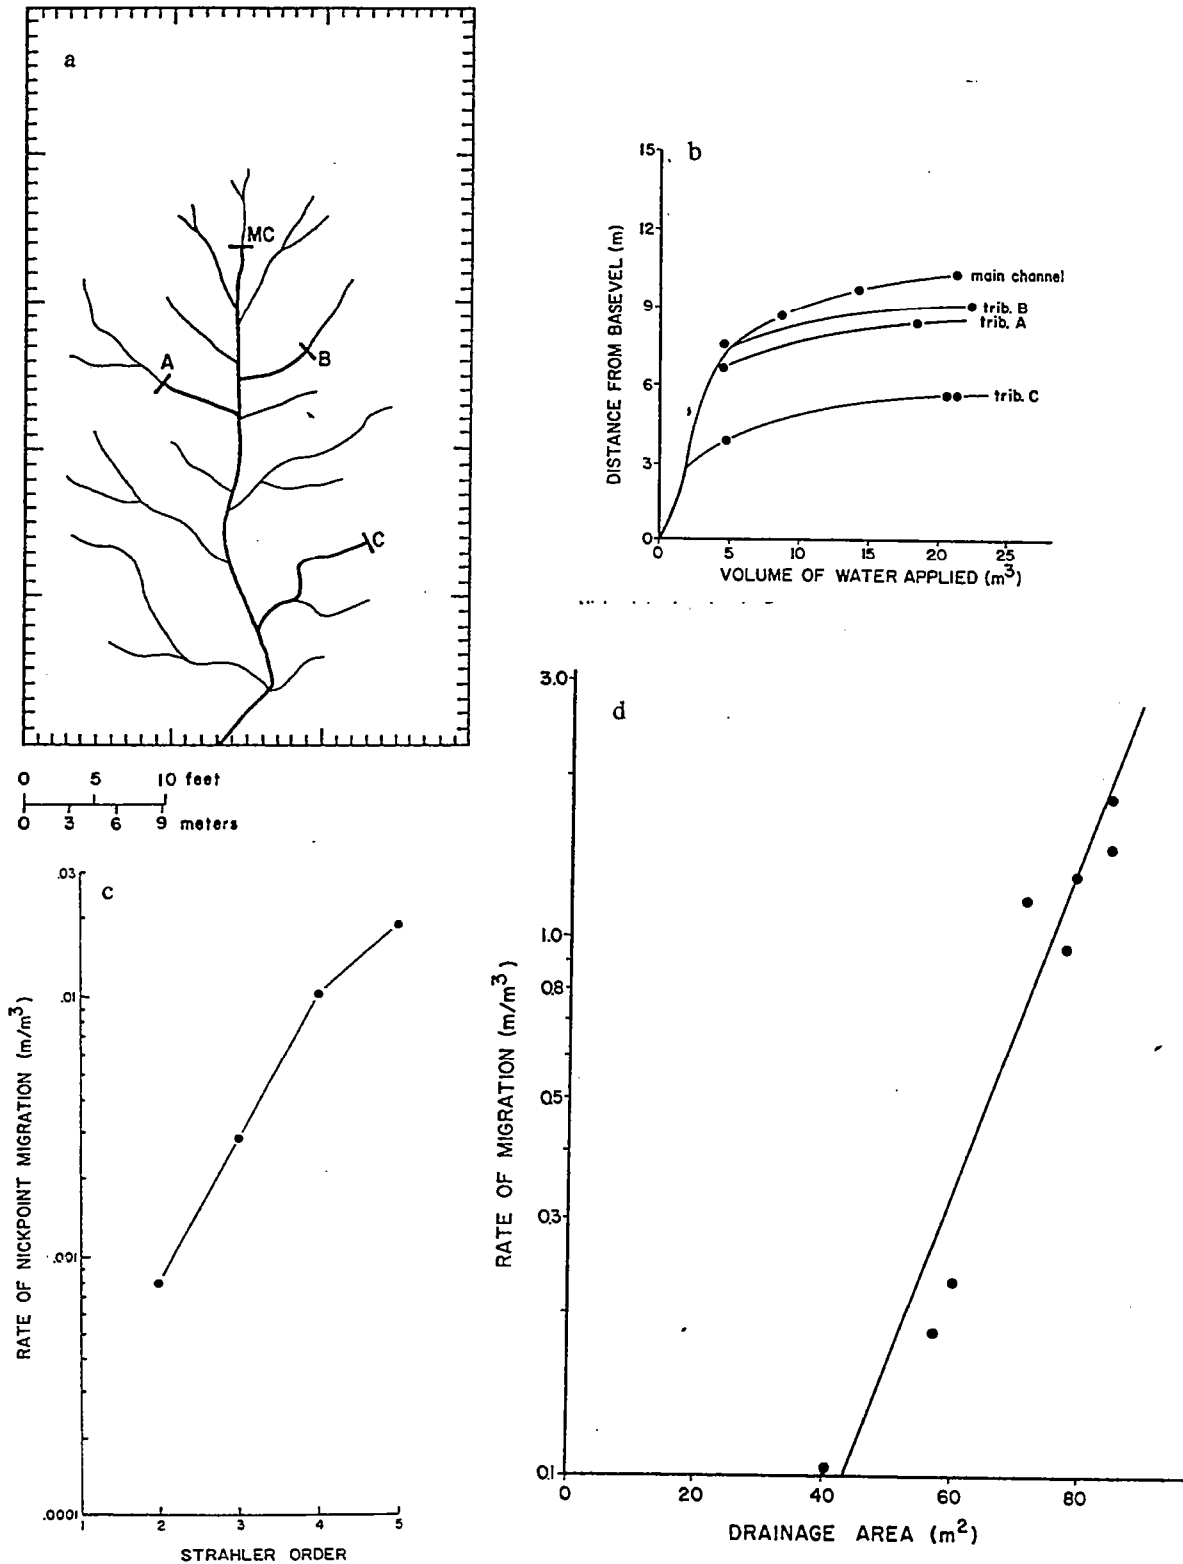 a
MC
A
B
C
0 5 10 feet
0 3 6 9 meters
b
15
12
9
6
3
0
DISTANCE FROM BASEVEL (m)
main channel
trib. B
trib. A
trib. C
0 5 10 15 20 25
VOLUME OF WATER APPLIED (m³)
c
.03
.01
.001
.0001
RATE OF NICKPOINT MIGRATION (m/m³)
1 2 3 4 5
STRAHLER ORDER
d
3.0
1.0
0.8
0.5
0.3
0.1
RATE OF MIGRATION (m/m³)
0 20 40 60 80
DRAINAGE AREA (m²)